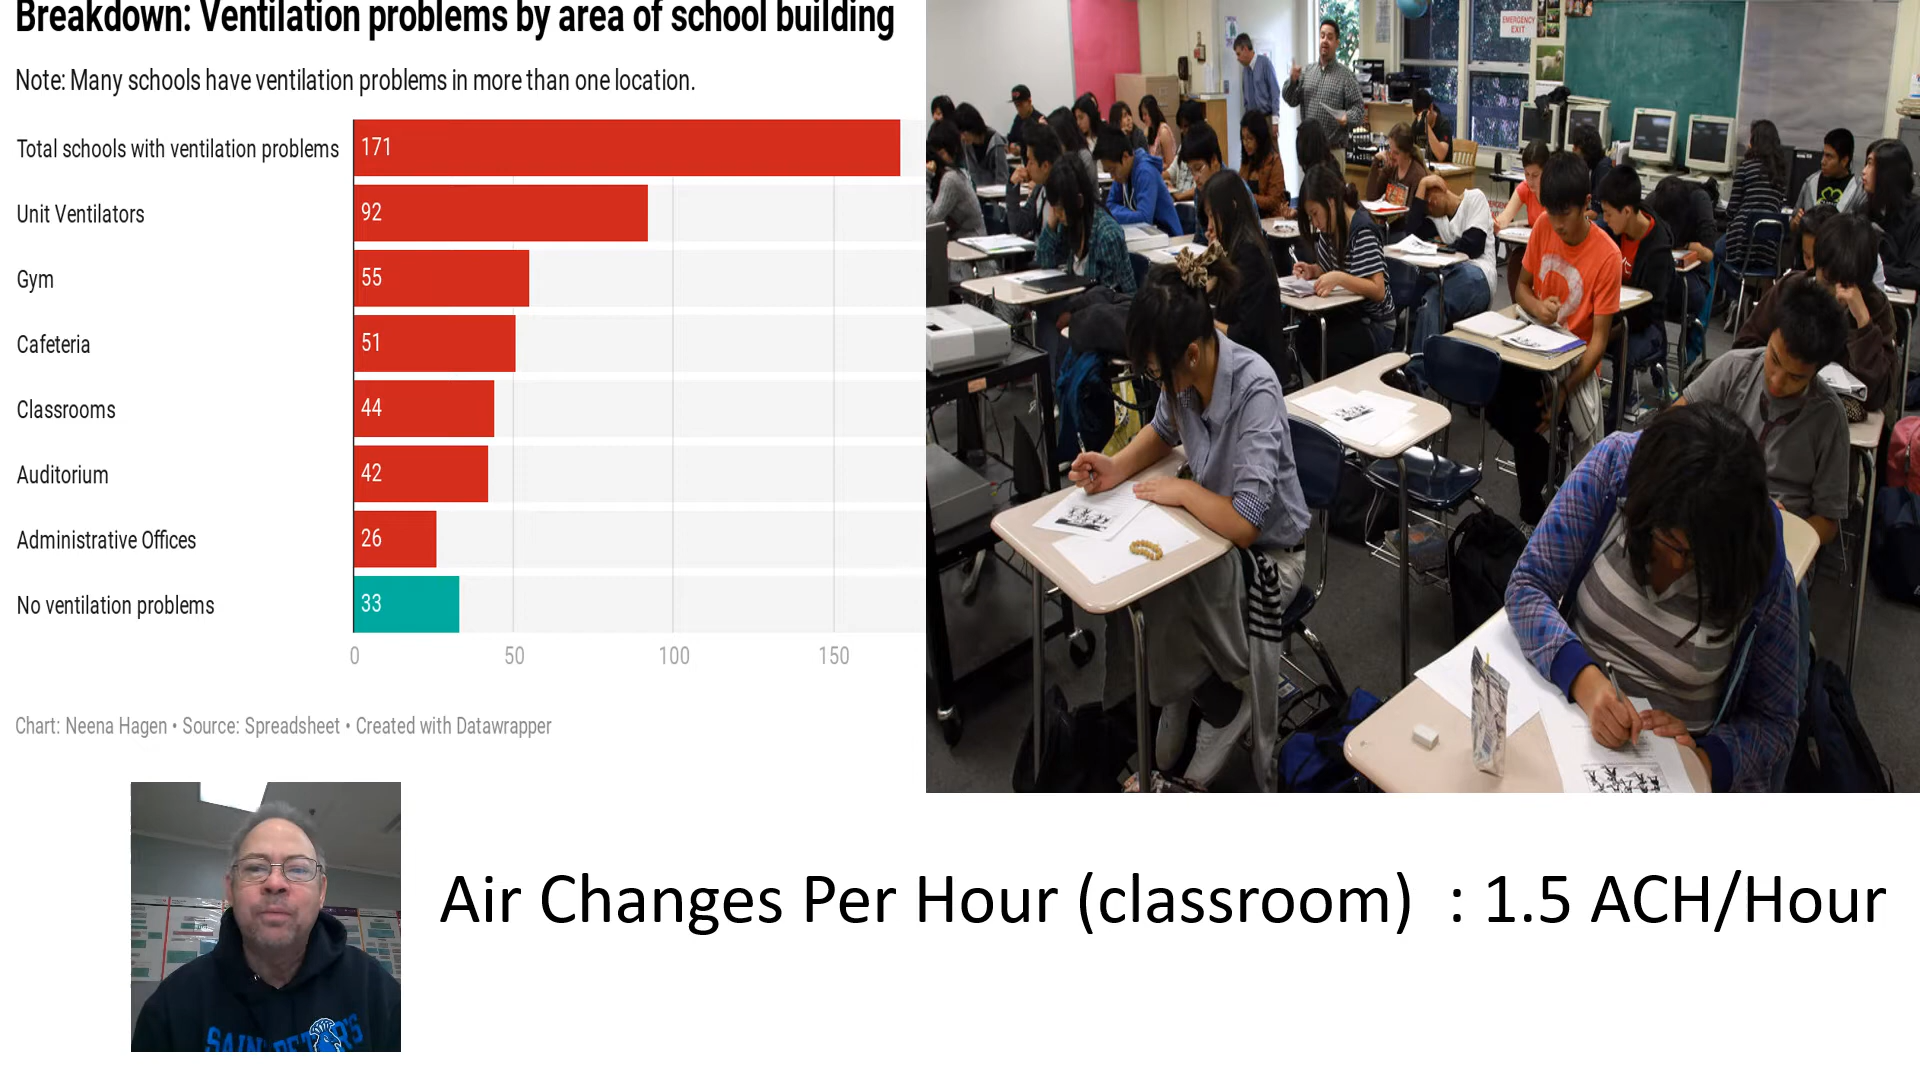 Breakdown: Ventilation problems by area of school building
Note: Many schools have ventilation problems in more than one location.
Total schools with ventilation problems 171
Unit Ventilators 92
Gym 55
Cafeteria 51
Classrooms 44
Auditorium 42
Administrative Offices 26
No ventilation problems 33
0 50 100 150
Chart: Neena Hagen • Source: Spreadsheet • Created with Datawrapper
EMERGENCY
EXIT
Air Changes Per Hour (classroom) : 1.5 ACH/Hour